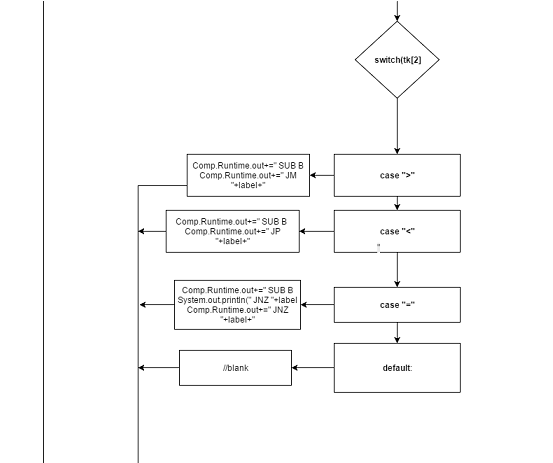 switch(tk[2]
Comp.Runtime.out+=" SUB B
Comp.Runtime.out+=" JM
"+label+"
case ">"
Comp.Runtime.out+=" SUB B
Comp.Runtime.out+=" JP
"+label+"
case "<"
"
Comp.Runtime.out+=" SUB B
System.out.println(" JNZ "+label
Comp.Runtime.out+=" JNZ
"+label+"
case "="
//blank
default: